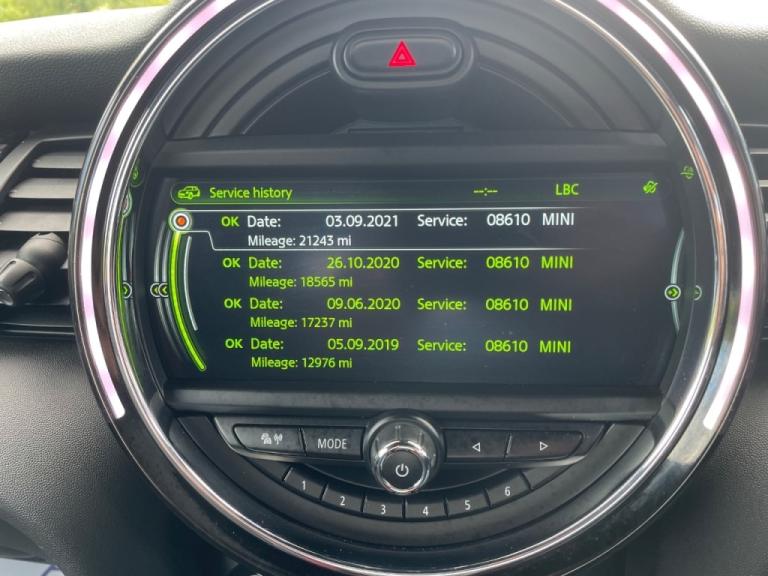 Service history --:-- LBC
OK Date: 03.09.2021 Service: 08610 MINI
Mileage: 21243 mi
OK Date: 26.10.2020 Service: 08610 MINI
Mileage: 18565 mi
OK Date: 09.06.2020 Service: 08610 MINI
Mileage: 17237 mi
OK Date: 05.09.2019 Service: 08610 MINI
Mileage: 12976 mi
MODE
1 2 3 4 5 6